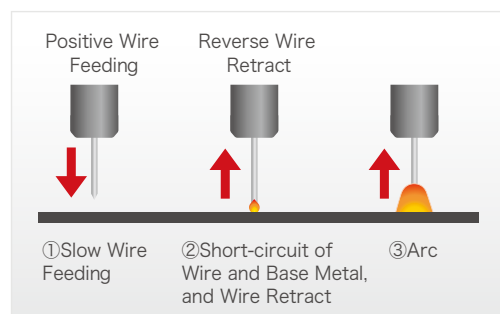 Positive Wire
Feeding
Reverse Wire
Retract
①Slow Wire
Feeding
②Short-circuit of
Wire and Base Metal,
and Wire Retract
③Arc